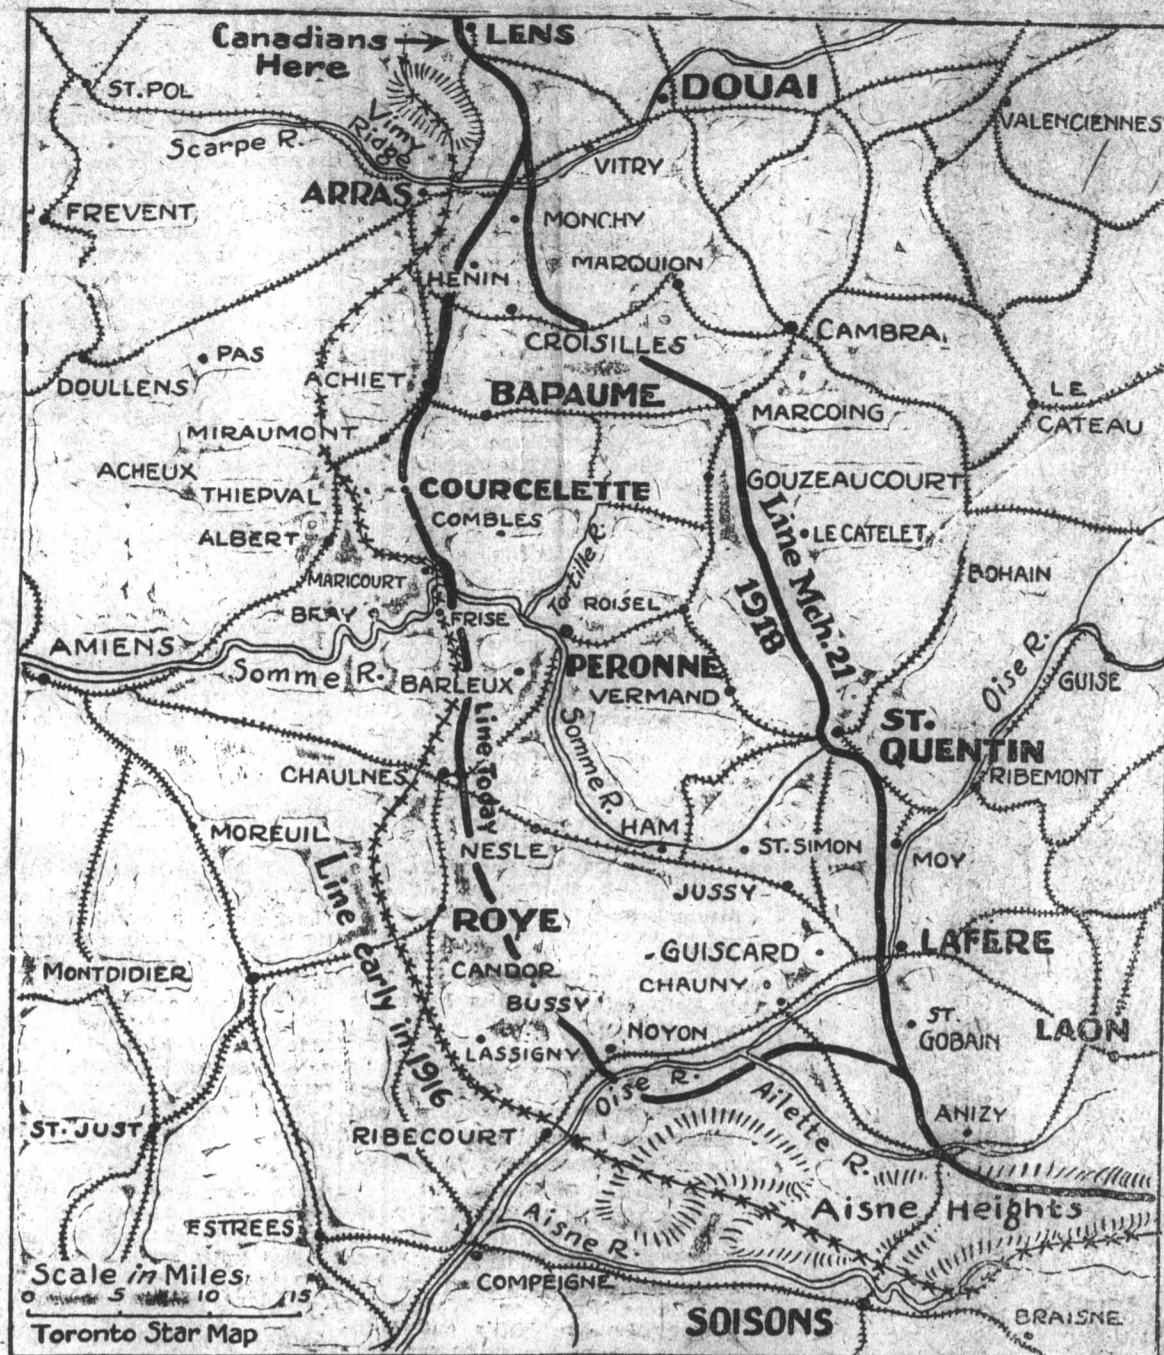 Canadians
Here
LENS
ST. POL
DOUAI
VALENCIENNES
Scarpe R.
Vimy
Ridge
VITRY
ARRAS
FREVENT,
MONCHY
HENIN
MARQUION
CROISILLES
CAMBRA
PAS
DOULLENS
ACHIET
BAPAUME
MARCOING
LE
CATEAU
MIRAUMONT
ACHEUX
THIEPVAL
COURCELETTE
GOUZEAUCOURT
ALBERT
COMBLES
LE CATELET
Line Mch. 21
1918
MARICOURT
BRAY
FRISE
Tortille R.
ROISEL
BOHAIN
AMIENS
Somme R.
BARLEUX
PERONNE
VERMAND
Oise R.
GUISE
Line Today
Somme R.
ST.
QUENTIN
RIBEMONT
CHAULNES
MOREUIL
NESLE
HAM
ST. SIMON
MOY
JUSSY
Line early in 1916
ROYE
GUISCARD
LAFERE
MONTDIDIER
CANDOR
CHAUNY
BUSSY
NOYON
ST.
GOBAIN
LAON
LASSIGNY
Oise R.
Ailette R.
ANIZY
ST. JUST
RIBECOURT
Aisne Heights
ESTREES
Aisne R.
COMPEIGNE
SOISONS
BRAISNE
Scale in Miles
0 5 10 15
Toronto Star Map